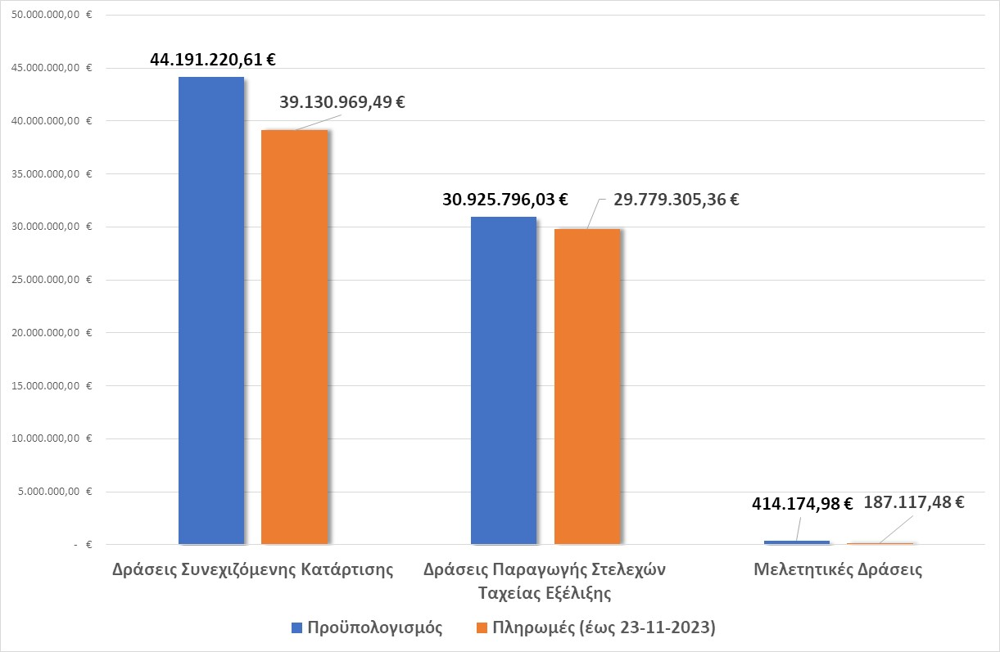 50.000.000,00 €
45.000.000,00 €
40.000.000,00 €
35.000.000,00 €
30.000.000,00 €
25.000.000,00 €
20.000.000,00 €
15.000.000,00 €
10.000.000,00 €
5.000.000,00 €
- €
44.191.220,61 €
39.130.969,49 €
30.925.796,03 €
29.779.305,36 €
414.174,98 €
187.117,48 €
Δράσεις Συνεχιζόμενης Κατάρτισης
Δράσεις Παραγωγής Στελεχών
Ταχείας Εξέλιξης
Μελετητικές Δράσεις
Προϋπολογισμός
Πληρωμές (έως 23-11-2023)